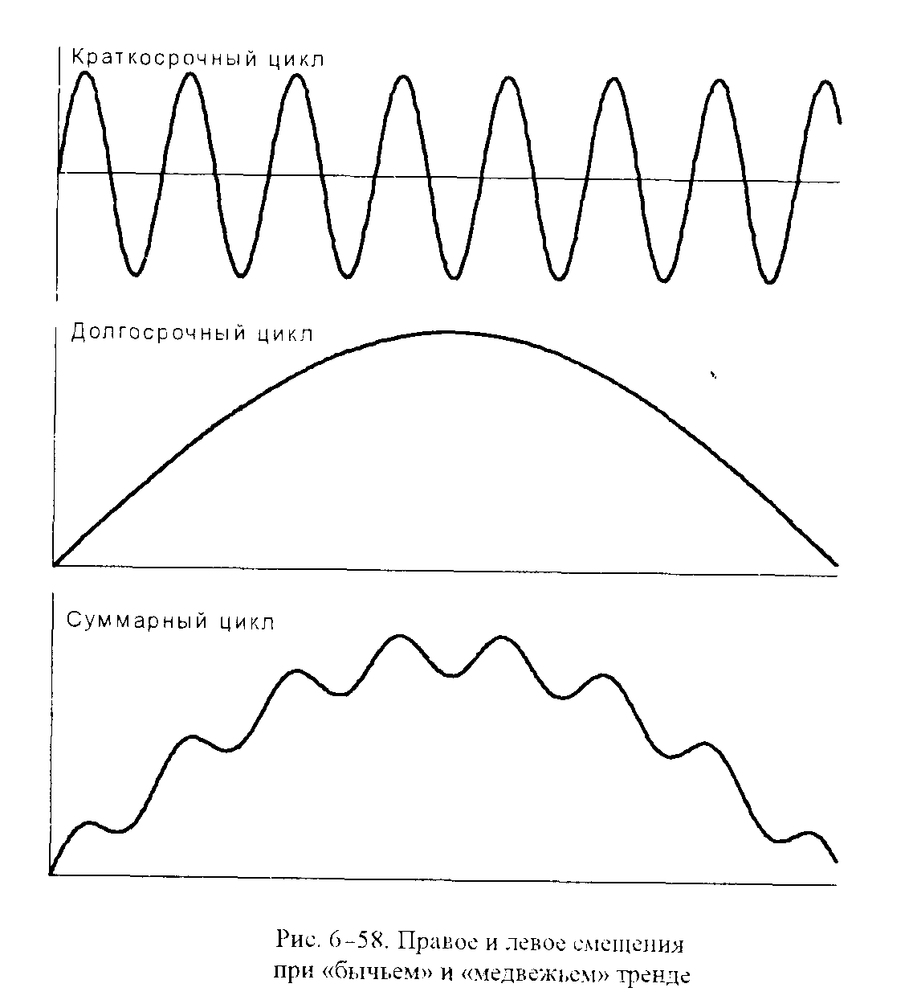 Краткосрочный цикл
Долгосрочный цикл
Суммарный цикл
Рис. 6-58. Правое и левое смещения
при «бычьем» и «медвежьем» тренде